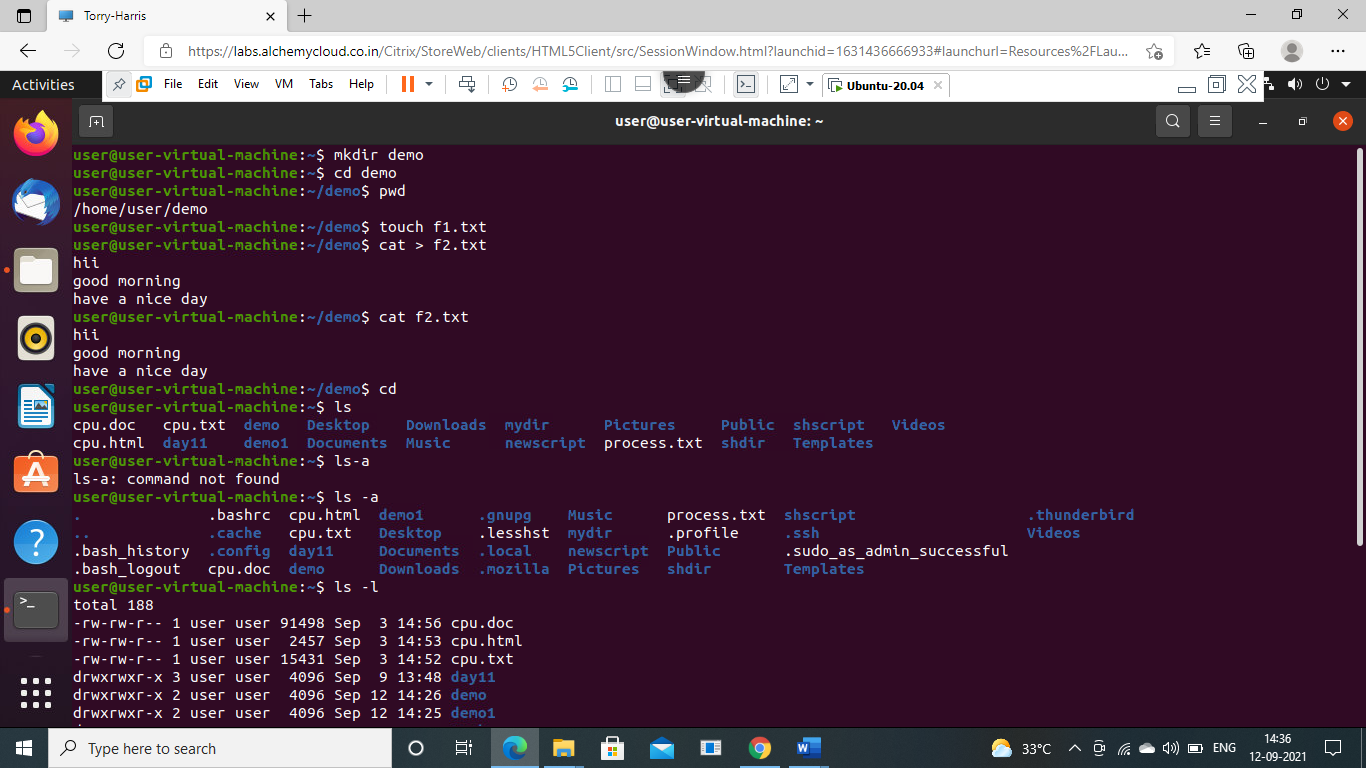 Torry-Harris
https://labs.alchemycloud.co.in/Citrix/StoreWeb/clients/HTML5Client/src/SessionWindow.html?launchid=1631436666933#launchurl=Resources%2FLau...
Activities File Edit View VM Tabs Help Ubuntu-20.04
user@user-virtual-machine: ~
user@user-virtual-machine:~$ mkdir demo
user@user-virtual-machine:~$ cd demo
user@user-virtual-machine:~/demo$ pwd
/home/user/demo
user@user-virtual-machine:~/demo$ touch f1.txt
user@user-virtual-machine:~/demo$ cat > f2.txt
hii
good morning
have a nice day
user@user-virtual-machine:~/demo$ cat f2.txt
hii
good morning
have a nice day
user@user-virtual-machine:~/demo$ cd
user@user-virtual-machine:~$ ls
cpu.doc cpu.txt demo Desktop Downloads mydir Pictures Public shscript Videos
cpu.html day11 demo1 Documents Music newscript process.txt shdir Templates
user@user-virtual-machine:~$ ls-a
ls-a: command not found
user@user-virtual-machine:~$ ls -a
. .bashrc cpu.html demo1 .gnupg Music process.txt shscript .thunderbird
.. .cache cpu.txt Desktop .lesshst mydir .profile .ssh Videos
.bash_history .config day11 Documents .local newscript Public .sudo_as_admin_successful
.bash_logout cpu.doc demo Downloads .mozilla Pictures shdir Templates
user@user-virtual-machine:~$ ls -l
total 188
-rw-rw-r-- 1 user user 91498 Sep  3 14:56 cpu.doc
-rw-rw-r-- 1 user user  2457 Sep  3 14:53 cpu.html
-rw-rw-r-- 1 user user 15431 Sep  3 14:52 cpu.txt
drwxrwxr-x 3 user user  4096 Sep  9 13:48 day11
drwxrwxr-x 2 user user  4096 Sep 12 14:26 demo
drwxrwxr-x 2 user user  4096 Sep 12 14:25 demo1
Type here to search 33°C ENG 14:36
12-09-2021